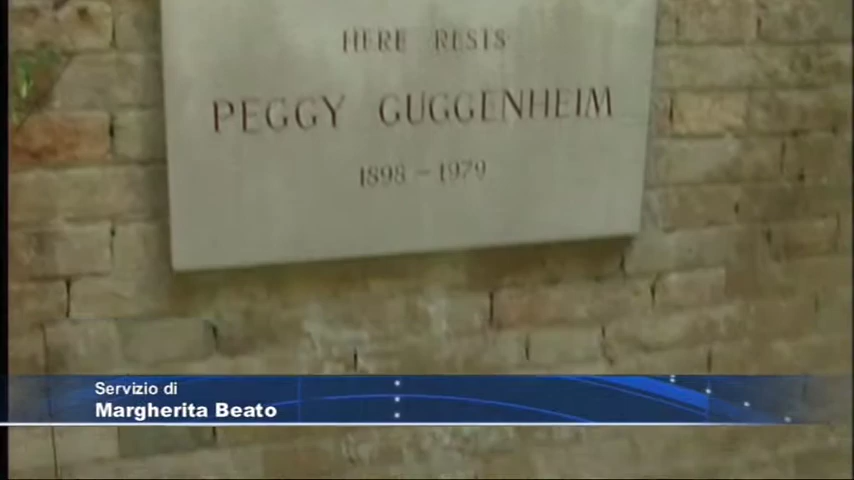 HERE RESTS
PEGGY GUGGENHEIM
1898 - 1979
Servizio di
Margherita Beato